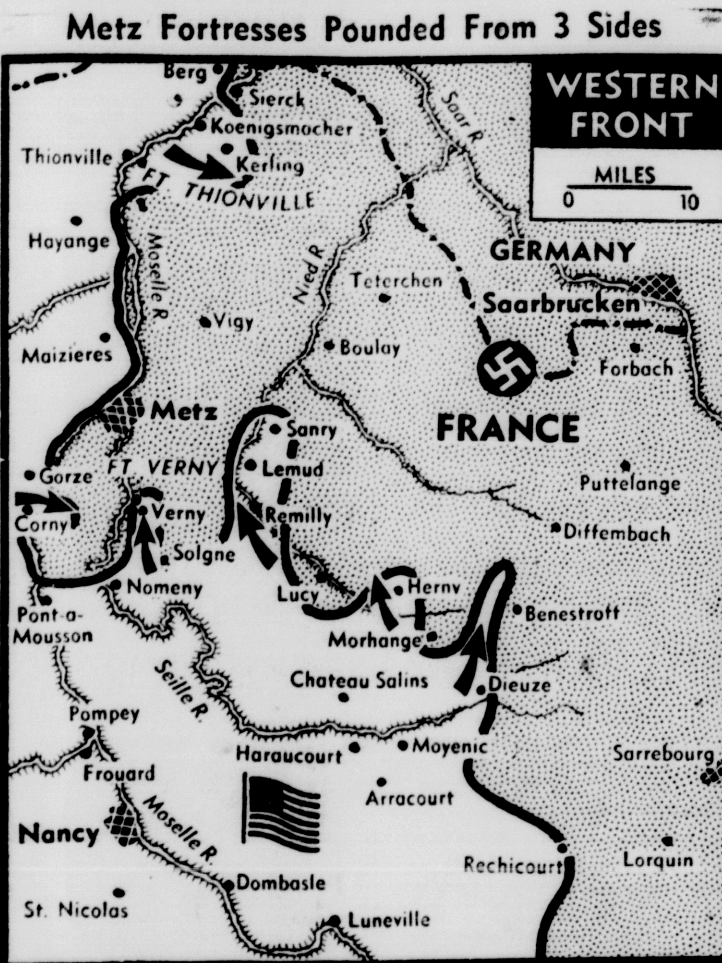 Metz Fortresses Pounded From 3 Sides
WESTERN
FRONT
MILES
0 10
Berg
Sierck
Koenigsmacher
Thionville
Kerling
FT THIONVILLE
Saar R
Hayange
Moselle R.
Nied R
GERMANY
Teterchen
Saarbrucken
Vigy
Maizieres
Boulay
Forbach
Metz
FRANCE
Sanry
FT VERNY
Lemud
Gorze
Puttelange
Corny
Verny
Remilly
Diffembach
Solgne
Nomeny
Lucy
Herny
Pont-a-
Mousson
Benestroff
Morhange
Seille R.
Chateau Salins
Dieuze
Pompey
Haraucourt
Moyenic
Sarrebourg
Frouard
Arracourt
Nancy
Moselle R.
Rechicourt
Lorquin
Dombasle
St. Nicolas
Luneville